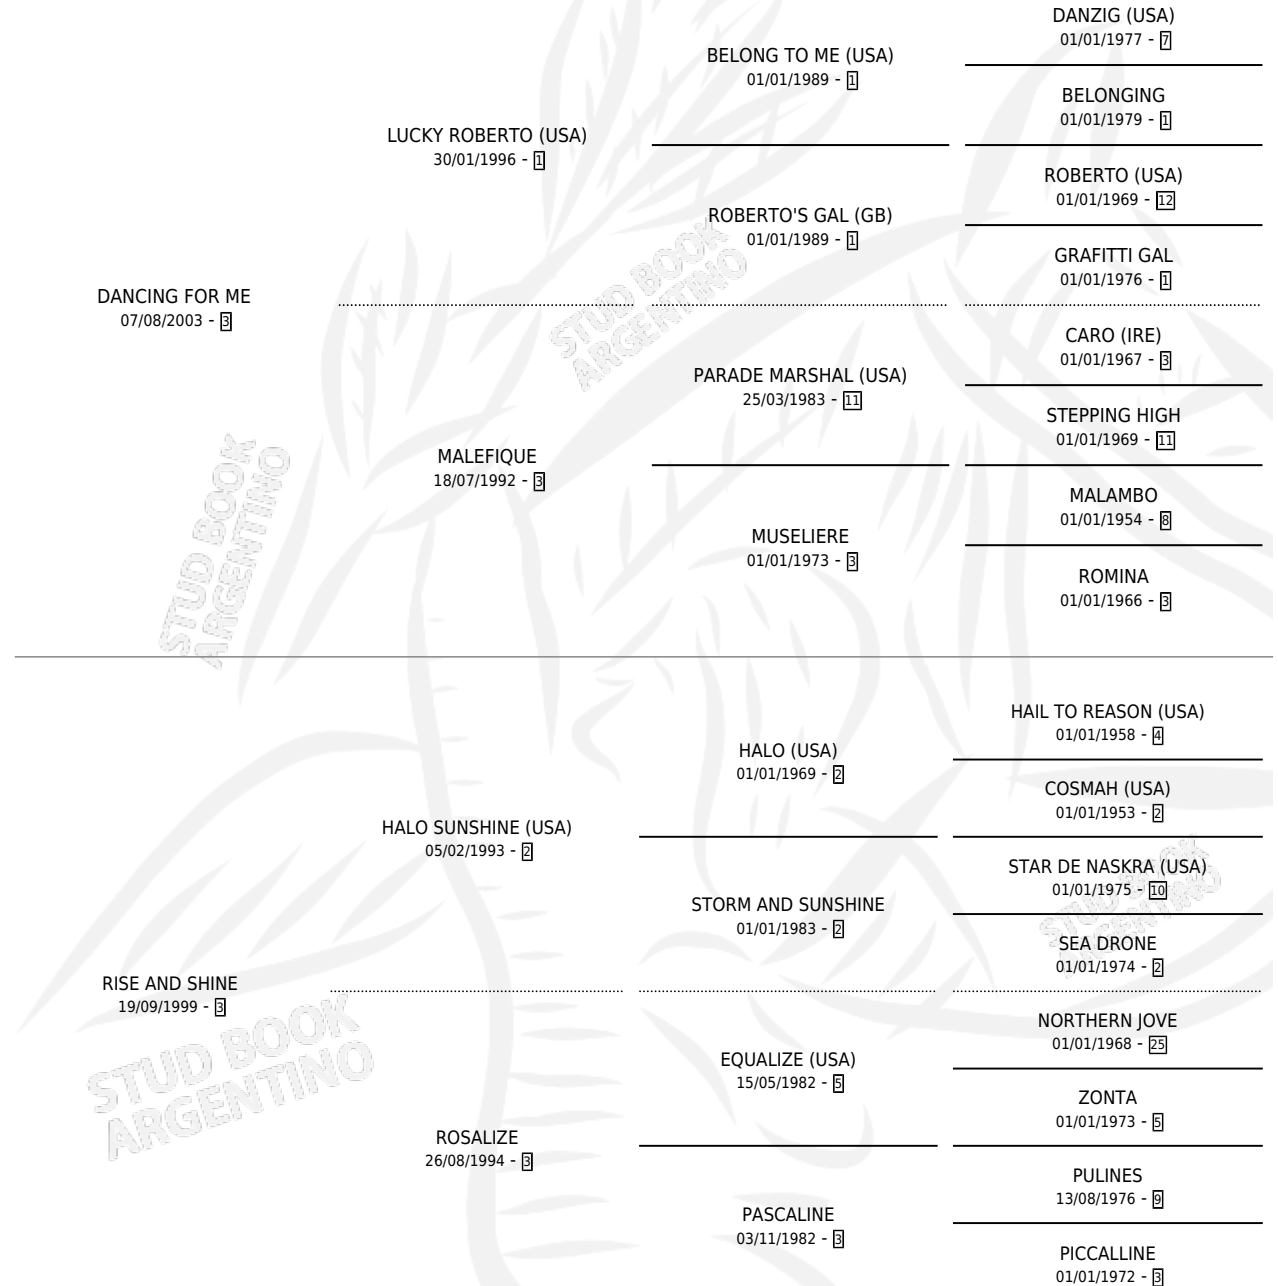 DANZIG (USA)
01/01/1977 - 7
BELONG TO ME (USA)
01/01/1989 - 1
BELONGING
01/01/1979 - 1
LUCKY ROBERTO (USA)
30/01/1996 - 1
ROBERTO (USA)
01/01/1969 - 12
ROBERTO'S GAL (GB)
01/01/1989 - 1
GRAFITTI GAL
01/01/1976 - 1
DANCING FOR ME
07/08/2003 - 3
STUD BOOK
ARGENTINO
CARO (IRE)
01/01/1967 - 3
PARADE MARSHAL (USA)
25/03/1983 - 11
STEPPING HIGH
01/01/1969 - 11
MALEFIQUE
18/07/1992 - 3
MALAMBO
01/01/1954 - 8
MUSELIERE
01/01/1973 - 3
ROMINA
01/01/1966 - 3
STUD BOOK
ARGENTINO
HAIL TO REASON (USA)
01/01/1958 - 4
HALO (USA)
01/01/1969 - 2
COSMAH (USA)
01/01/1953 - 2
HALO SUNSHINE (USA)
05/02/1993 - 2
STAR DE NASKRA (USA)
01/01/1975 - 10
STORM AND SUNSHINE
01/01/1983 - 2
SEA DRONE
01/01/1974 - 2
STUD BOOK
ARGENTINO
RISE AND SHINE
19/09/1999 - 3
NORTHERN JOVE
01/01/1968 - 25
EQUALIZE (USA)
15/05/1982 - 5
ZONTA
01/01/1973 - 5
STUD BOOK
ARGENTINO
ROSALIZE
26/08/1994 - 3
PULINES
13/08/1976 - 9
PASCALINE
03/11/1982 - 3
PICCALLINE
01/01/1972 - 3